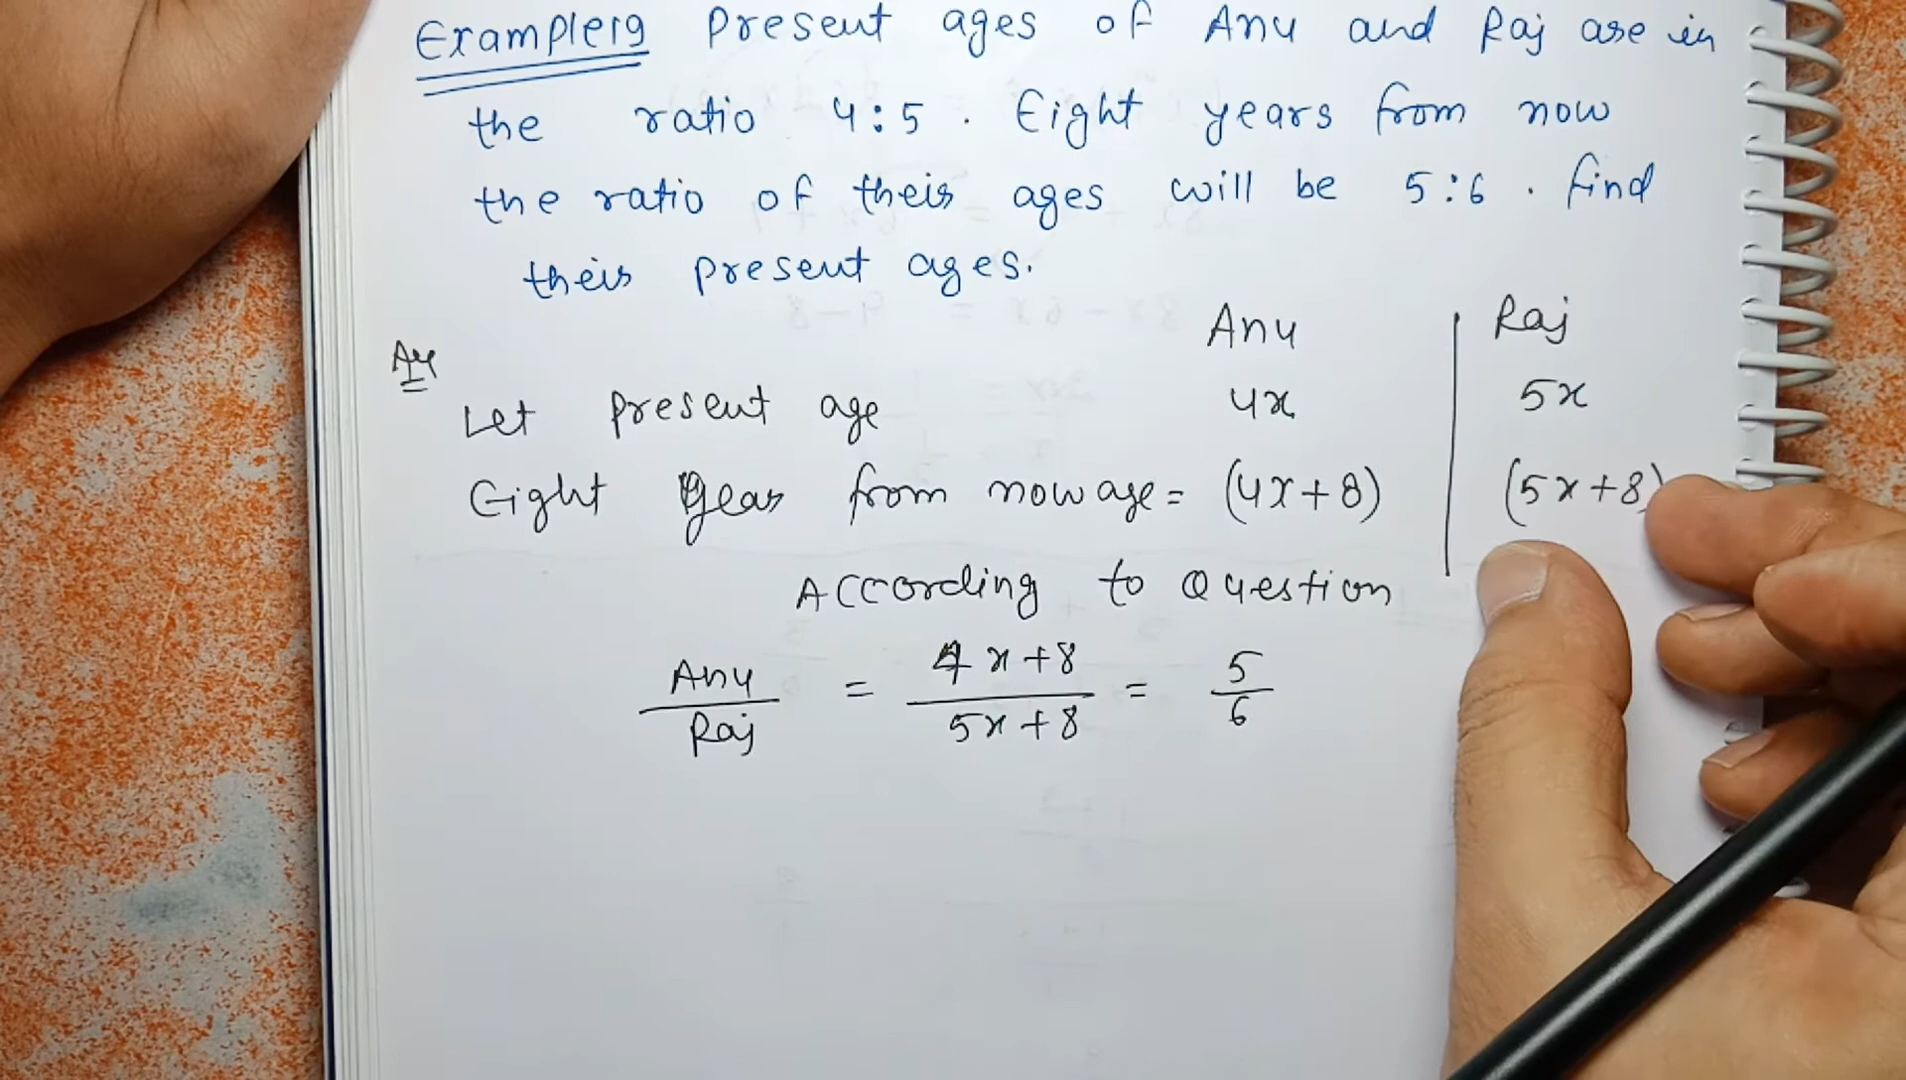 Example19 Present ages of Anu and Raj are in
the ratio 4:5. Eight years from now
the ratio of their ages will be 5:6. find
their present ages.
Anu | Raj
Let present age 4x | 5x
Eight year from now age = (4x+8) | (5x+8)
According to Question
Anu/Raj = 4x+8/5x+8 = 5/6